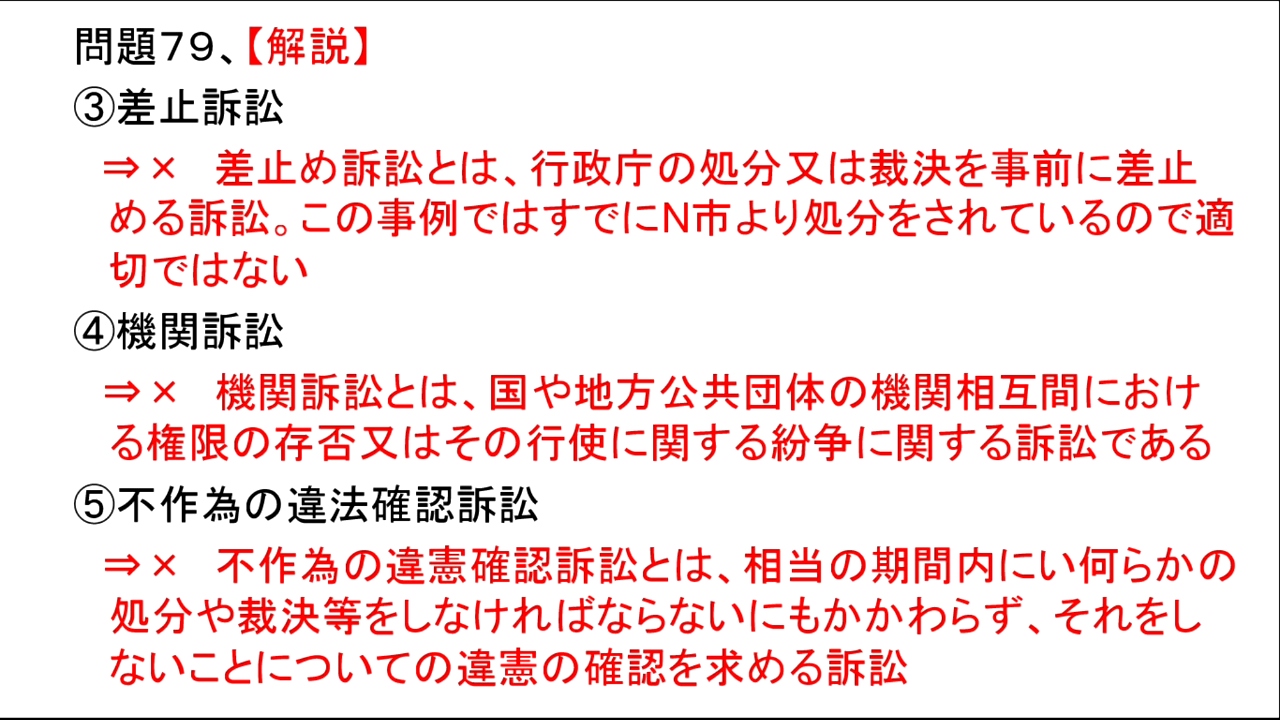 問題７９、【解説】
③差止訴訟
⇒×　差止め訴訟とは、行政庁の処分又は裁決を事前に差止
める訴訟。この事例ではすでにN市より処分をされているので適
切ではない
④機関訴訟
⇒×　機関訴訟とは、国や地方公共団体の機関相互間におけ
る権限の存否又はその行使に関する紛争に関する訴訟である
⑤不作為の違法確認訴訟
⇒×　不作為の違憲確認訴訟とは、相当の期間内にい何らかの
処分や裁決等をしなければならないにもかかわらず、それをし
ないことについての違憲の確認を求める訴訟